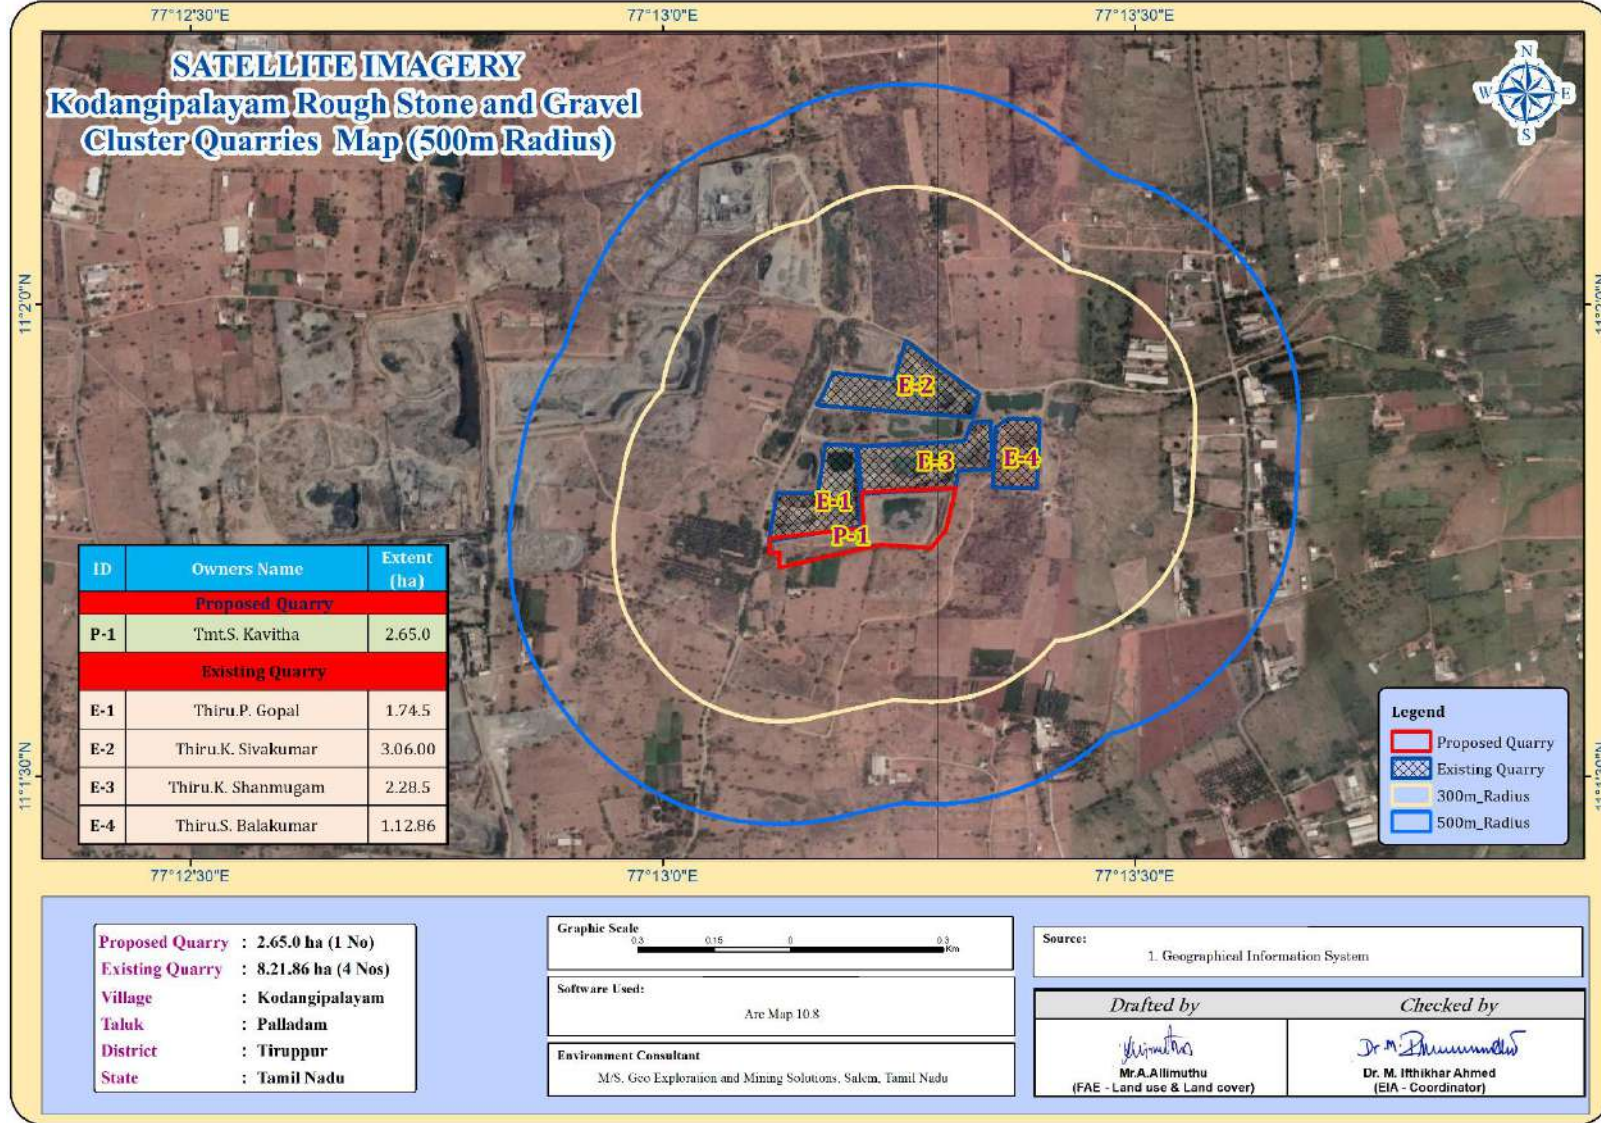 77°12'30"E 77°13'0"E 77°13'30"E
SATELLITE IMAGERY
Kodangipalayam Rough Stone and Gravel
Cluster Quarries Map (500m Radius)
N
W E
S
11°2'0"N
11°2'0"N
E-2
E-3
E-4
E-1
P-1
ID Owners Name Extent (ha)
Proposed Quarry
P-1 Tmt.S. Kavitha 2.65.0
Existing Quarry
E-1 Thiru.P. Gopal 1.74.5
E-2 Thiru.K. Sivakumar 3.06.00
E-3 Thiru.K. Shanmugam 2.28.5
E-4 Thiru.S. Balakumar 1.12.86
Legend
Proposed Quarry
Existing Quarry
300m_Radius
500m_Radius
11°1'30"N
11°1'30"N
77°12'30"E 77°13'0"E 77°13'30"E
Proposed Quarry : 2.65.0 ha (1 No)
Existing Quarry : 8.21.86 ha (4 Nos)
Village : Kodangipalayam
Taluk : Palladam
District : Tiruppur
State : Tamil Nadu
Graphic Scale
0.3 0.15 0 0.3
Km
Software Used:
Arc Map 10.8
Environment Consultant
M/S. Geo Exploration and Mining Solutions, Salem, Tamil Nadu
Source:
1. Geographical Information System
Drafted by Checked by
Mr.A.Allimuthu
(FAE - Land use & Land cover)
Dr. M. Ifthikhar Ahmed
(EIA - Coordinator)